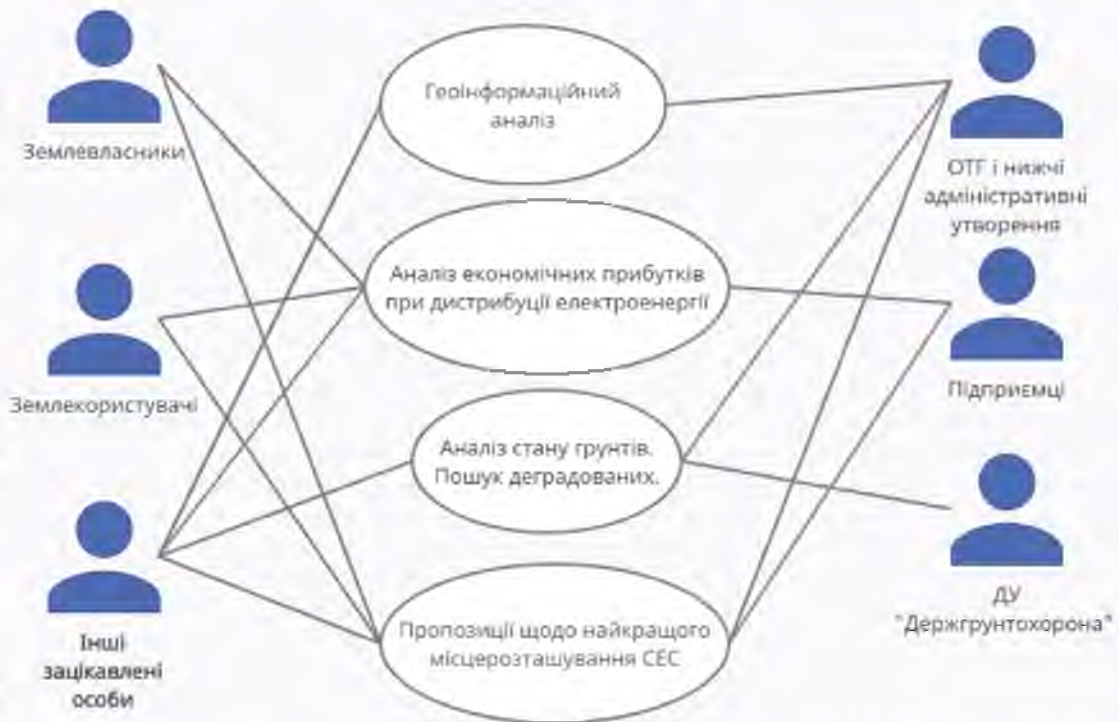 Землевласники
Землекористувачі
Інші
зацікавлені
особи
Геоінформаційний
аналіз
Аналіз економічних прибутків
при дистрибуції електроенергії
Аналіз стану грунтів.
Пошук деградованих.
Пропозиції щодо найкращого
місцерозташування СЕС
ОТГ і нижчі
адміністративні
утворення
Підприємці
ДУ
"Держгрунтохорона"